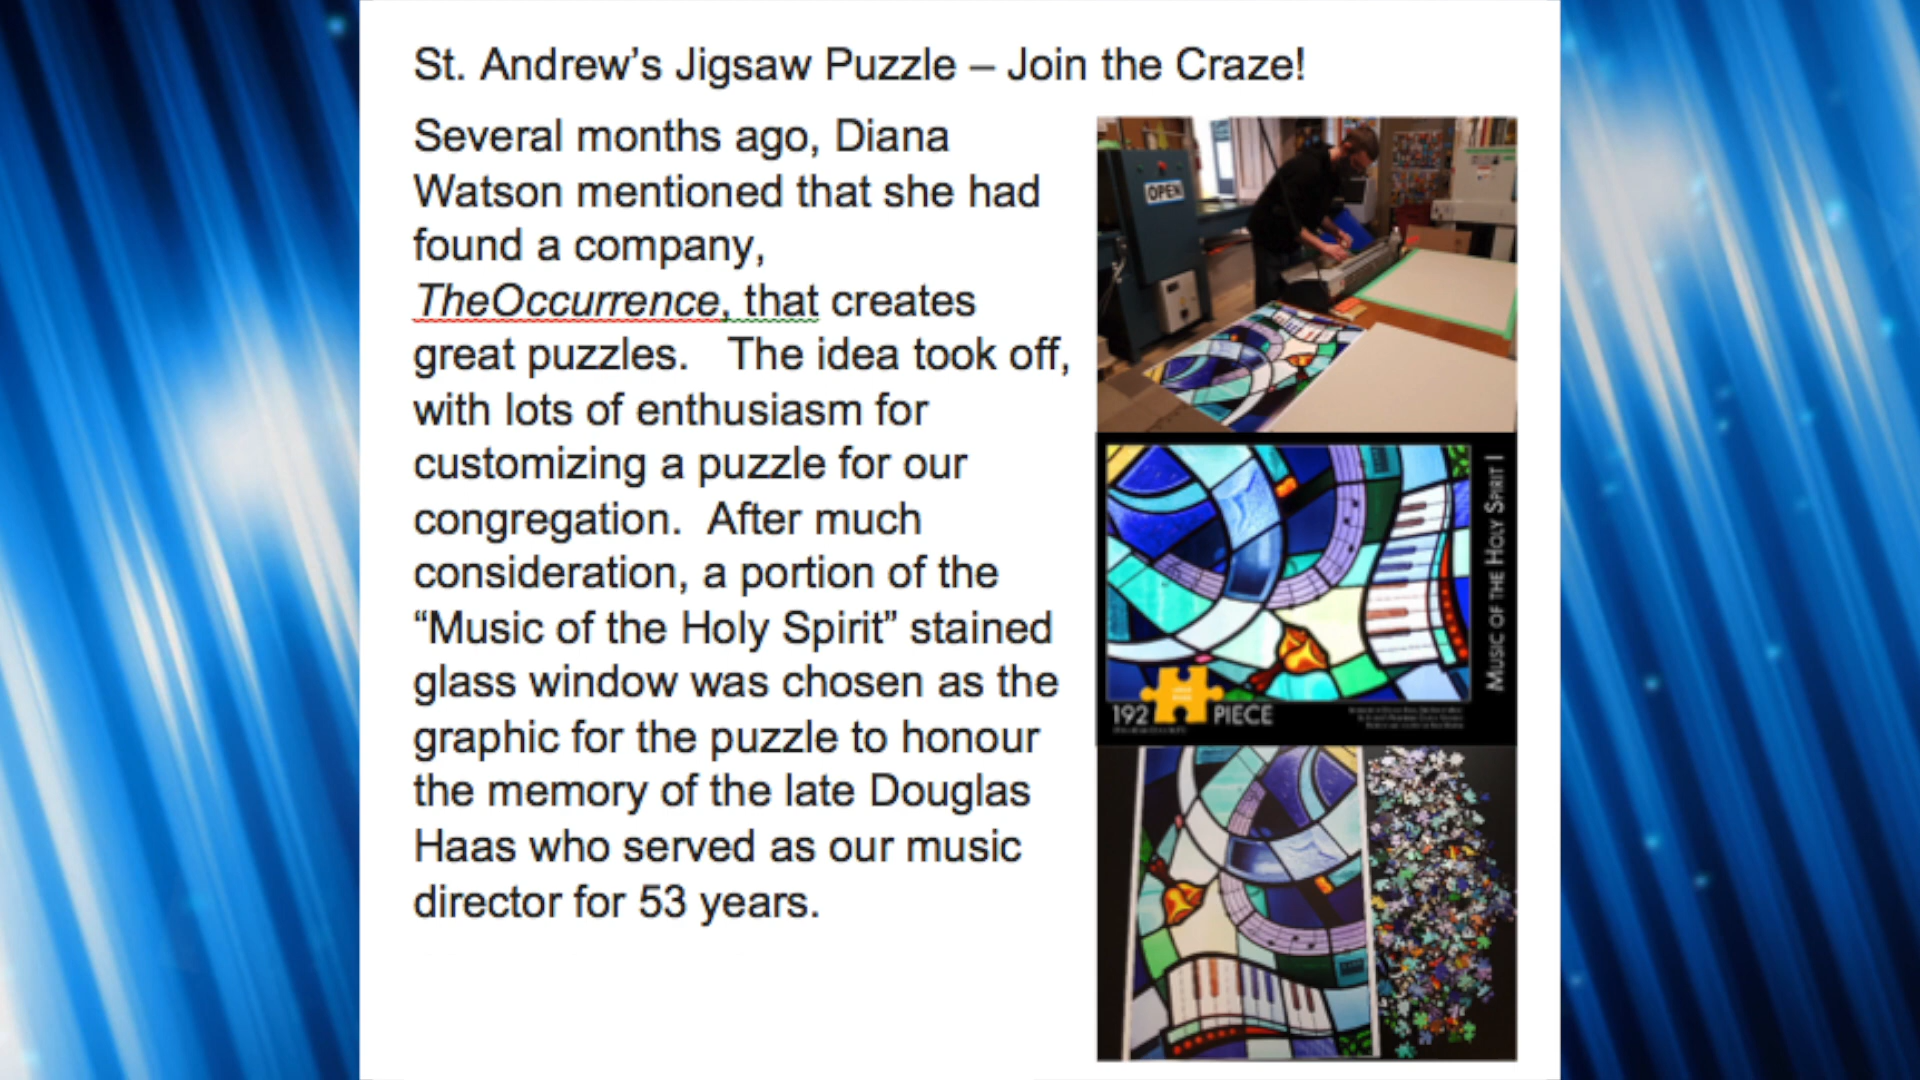 St. Andrew’s Jigsaw Puzzle – Join the Craze!
Several months ago, Diana
Watson mentioned that she had
found a company,
TheOccurrence, that creates
great puzzles.   The idea took off,
with lots of enthusiasm for
customizing a puzzle for our
congregation.  After much
consideration, a portion of the
“Music of the Holy Spirit” stained
glass window was chosen as the
graphic for the puzzle to honour
the memory of the late Douglas
Haas who served as our music
director for 53 years.
OPEN
MUSIC OF THE HOLY SPIRIT I
192 PIECE